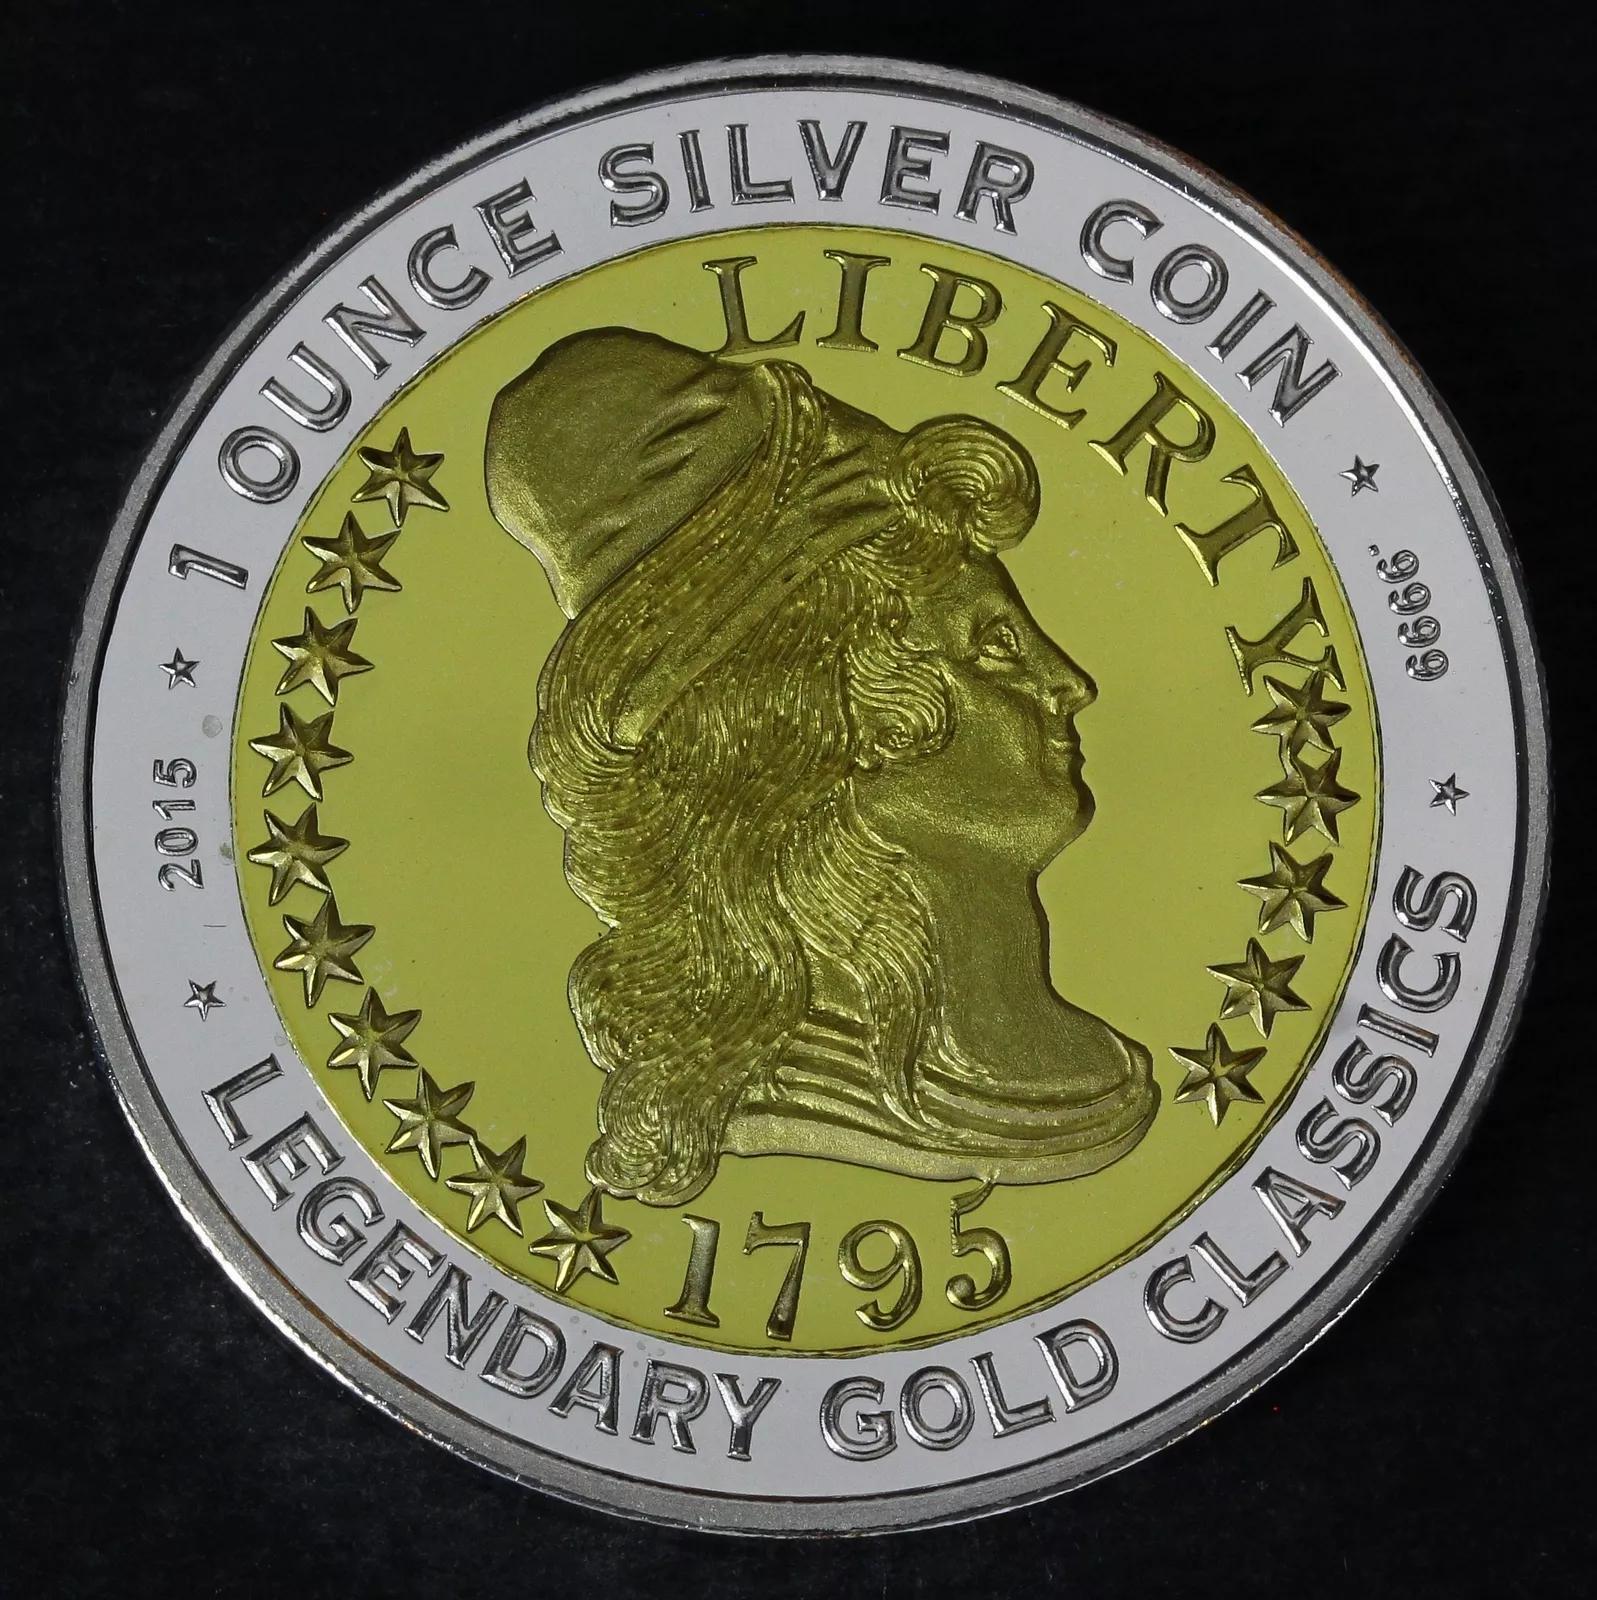 1 OUNCE SILVER COIN
.9999
LEGENDARY GOLD CLASSICS
2015
LIBERTY
1795